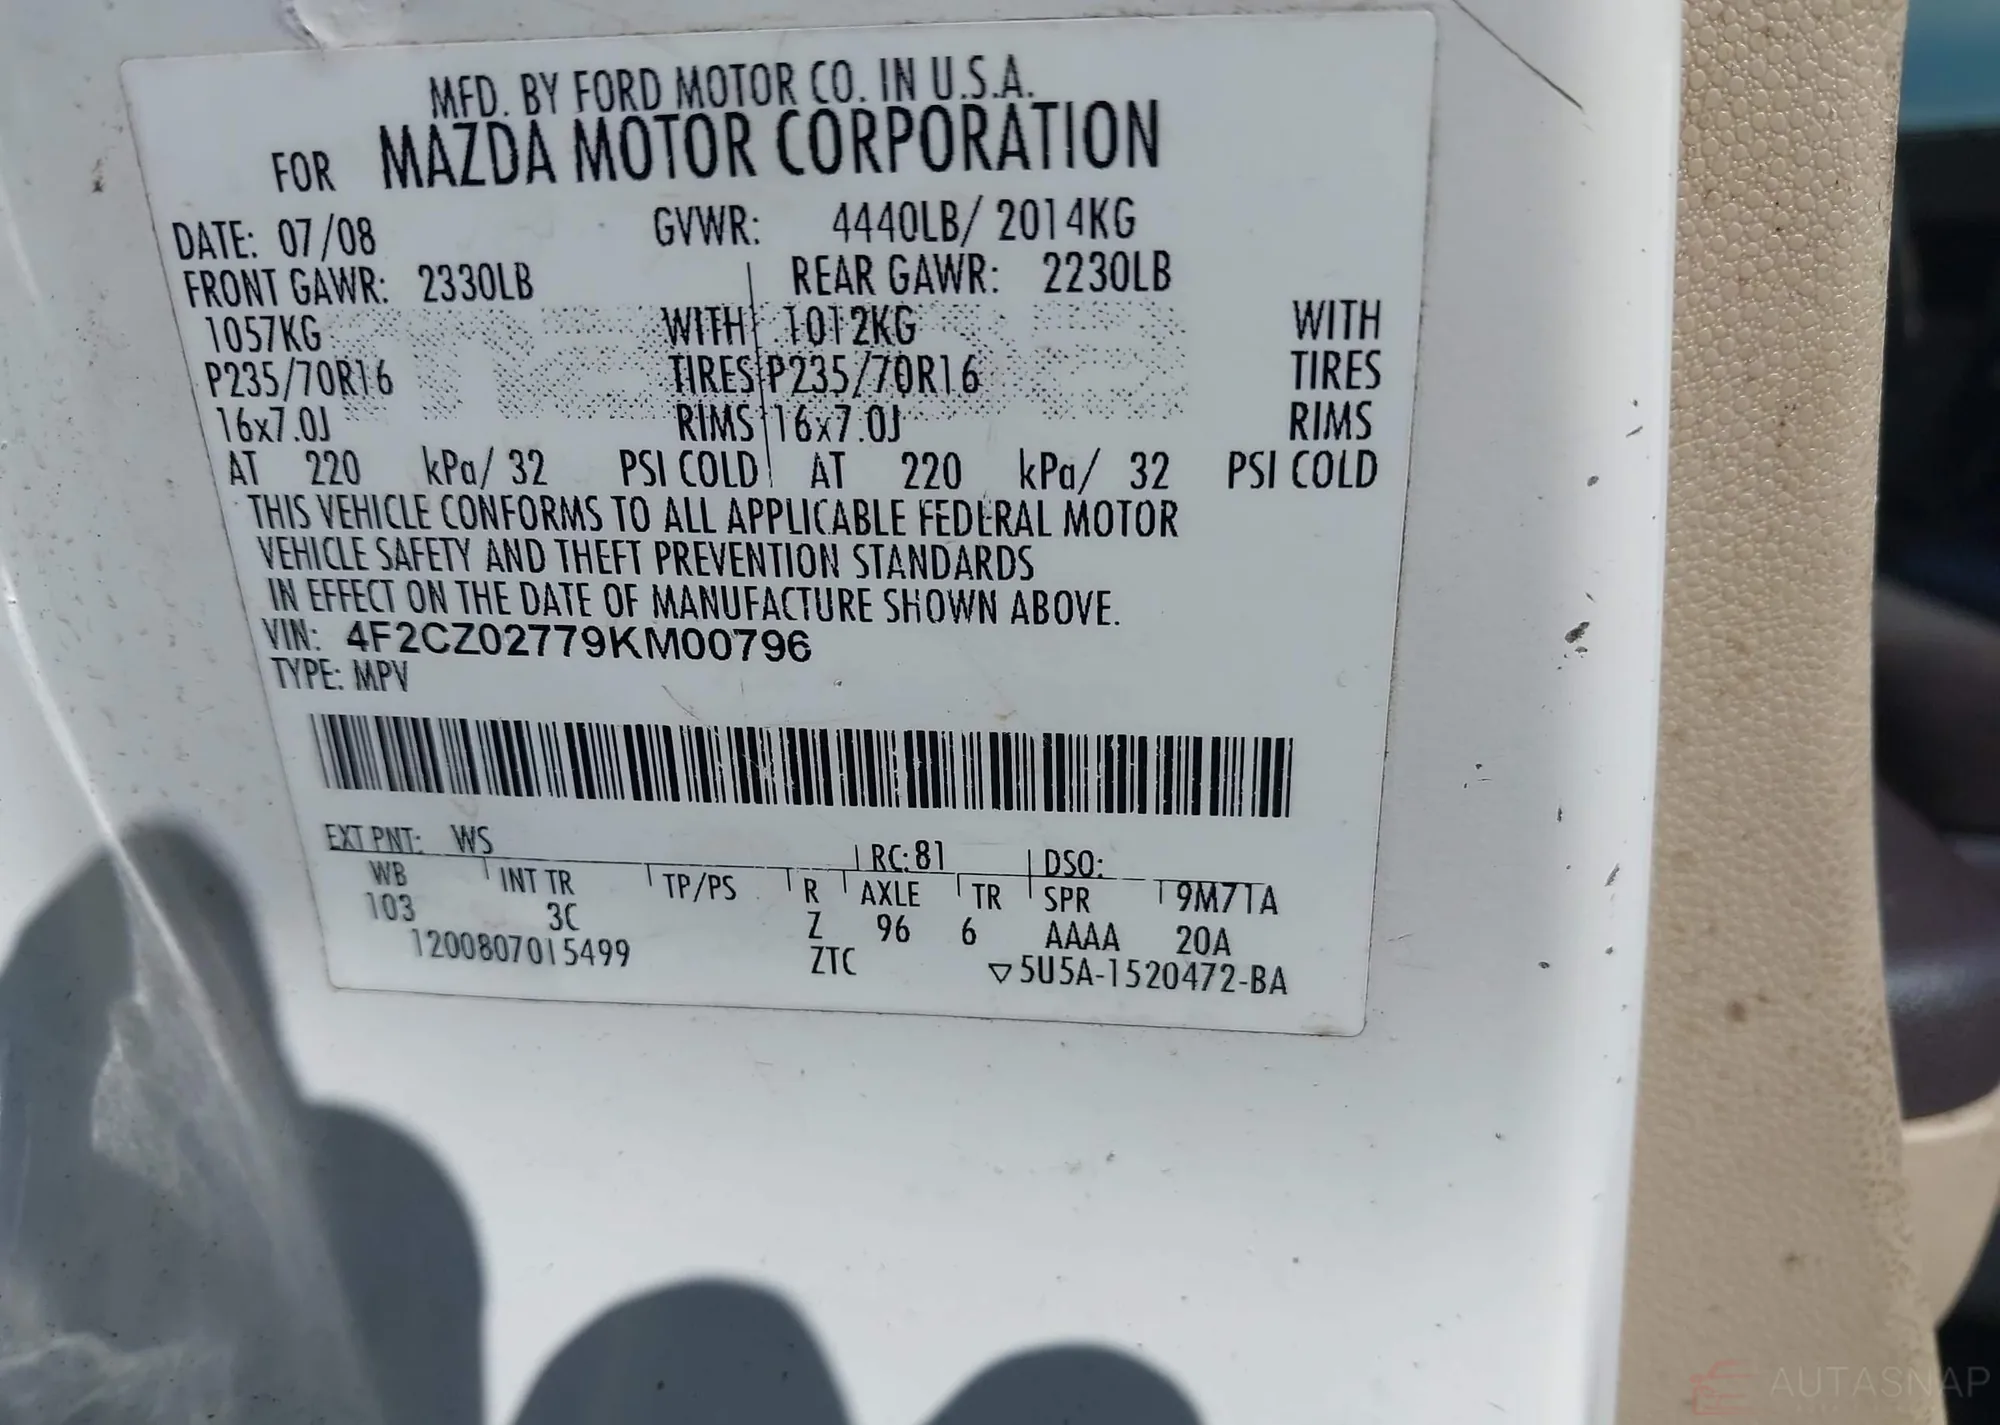 MFD. BY FORD MOTOR CO. IN U.S.A.
FOR MAZDA MOTOR CORPORATION
DATE: 07/08 GVWR: 4440LB/ 2014KG
FRONT GAWR: 2330LB REAR GAWR: 2230LB
1057KG WITH 1012KG WITH
P235/70R16 TIRES P235/70R16 TIRES
16x7.0J RIMS 16x7.0J RIMS
AT 220 kPa/ 32 PSI COLD AT 220 kPa/ 32 PSI COLD
THIS VEHICLE CONFORMS TO ALL APPLICABLE FEDERAL MOTOR
VEHICLE SAFETY AND THEFT PREVENTION STANDARDS
IN EFFECT ON THE DATE OF MANUFACTURE SHOWN ABOVE.
VIN: 4F2CZ02779KM00796
TYPE: MPV
EXT PNT: WS RC: 81 DSO:
WB INT TR TP/PS R AXLE TR SPR 9M7TA
103 3C Z 96 6 AAAA 20A
1200807015499 ZTC ▽5U5A-1520472-BA
AUTASNAP